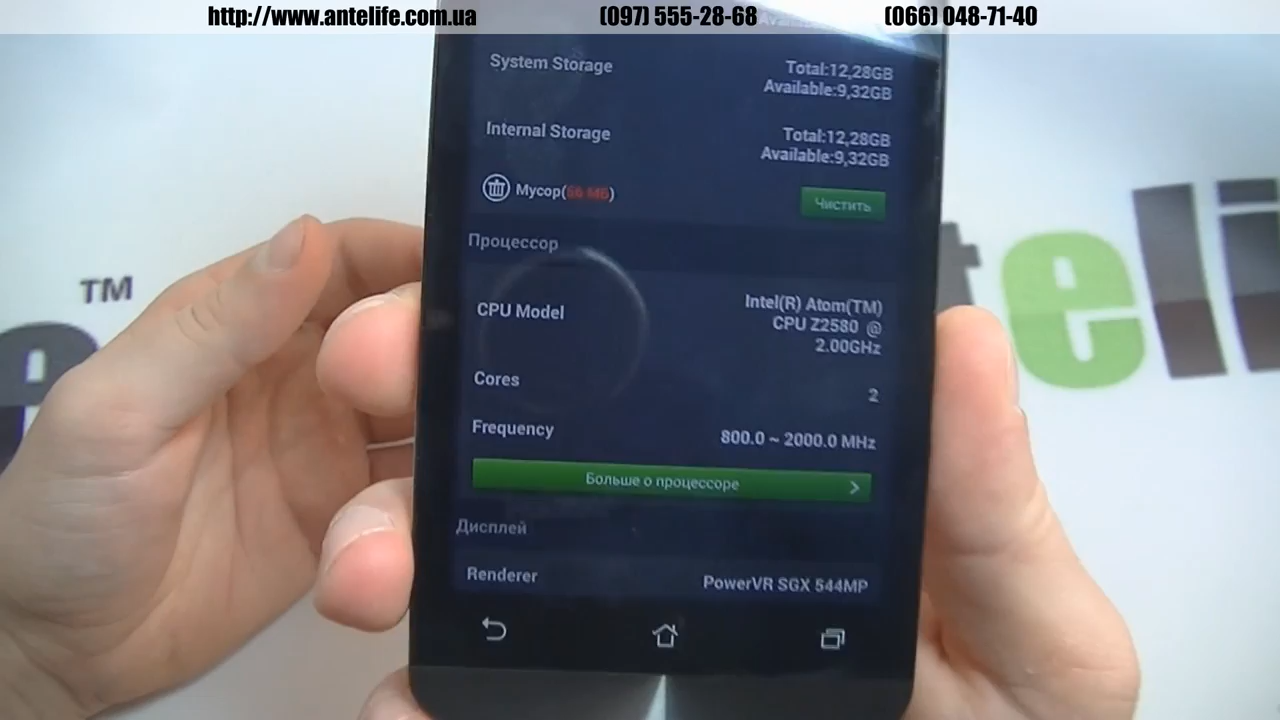 http://www.antelife.com.ua (097) 555-28-68 (066) 048-71-40
System Storage Total:12,28GB
Available:9,32GB
Internal Storage Total:12,28GB
Available:9,32GB
Мусор(56 Мб) Чистить
Процессор
CPU Model Intel(R) Atom(TM)
CPU Z2580 @
2.00GHz
Cores 2
Frequency 800.0 ~ 2000.0 MHz
Больше о процессоре >
Дисплей
Renderer PowerVR SGX 544MP
TM
e
teli